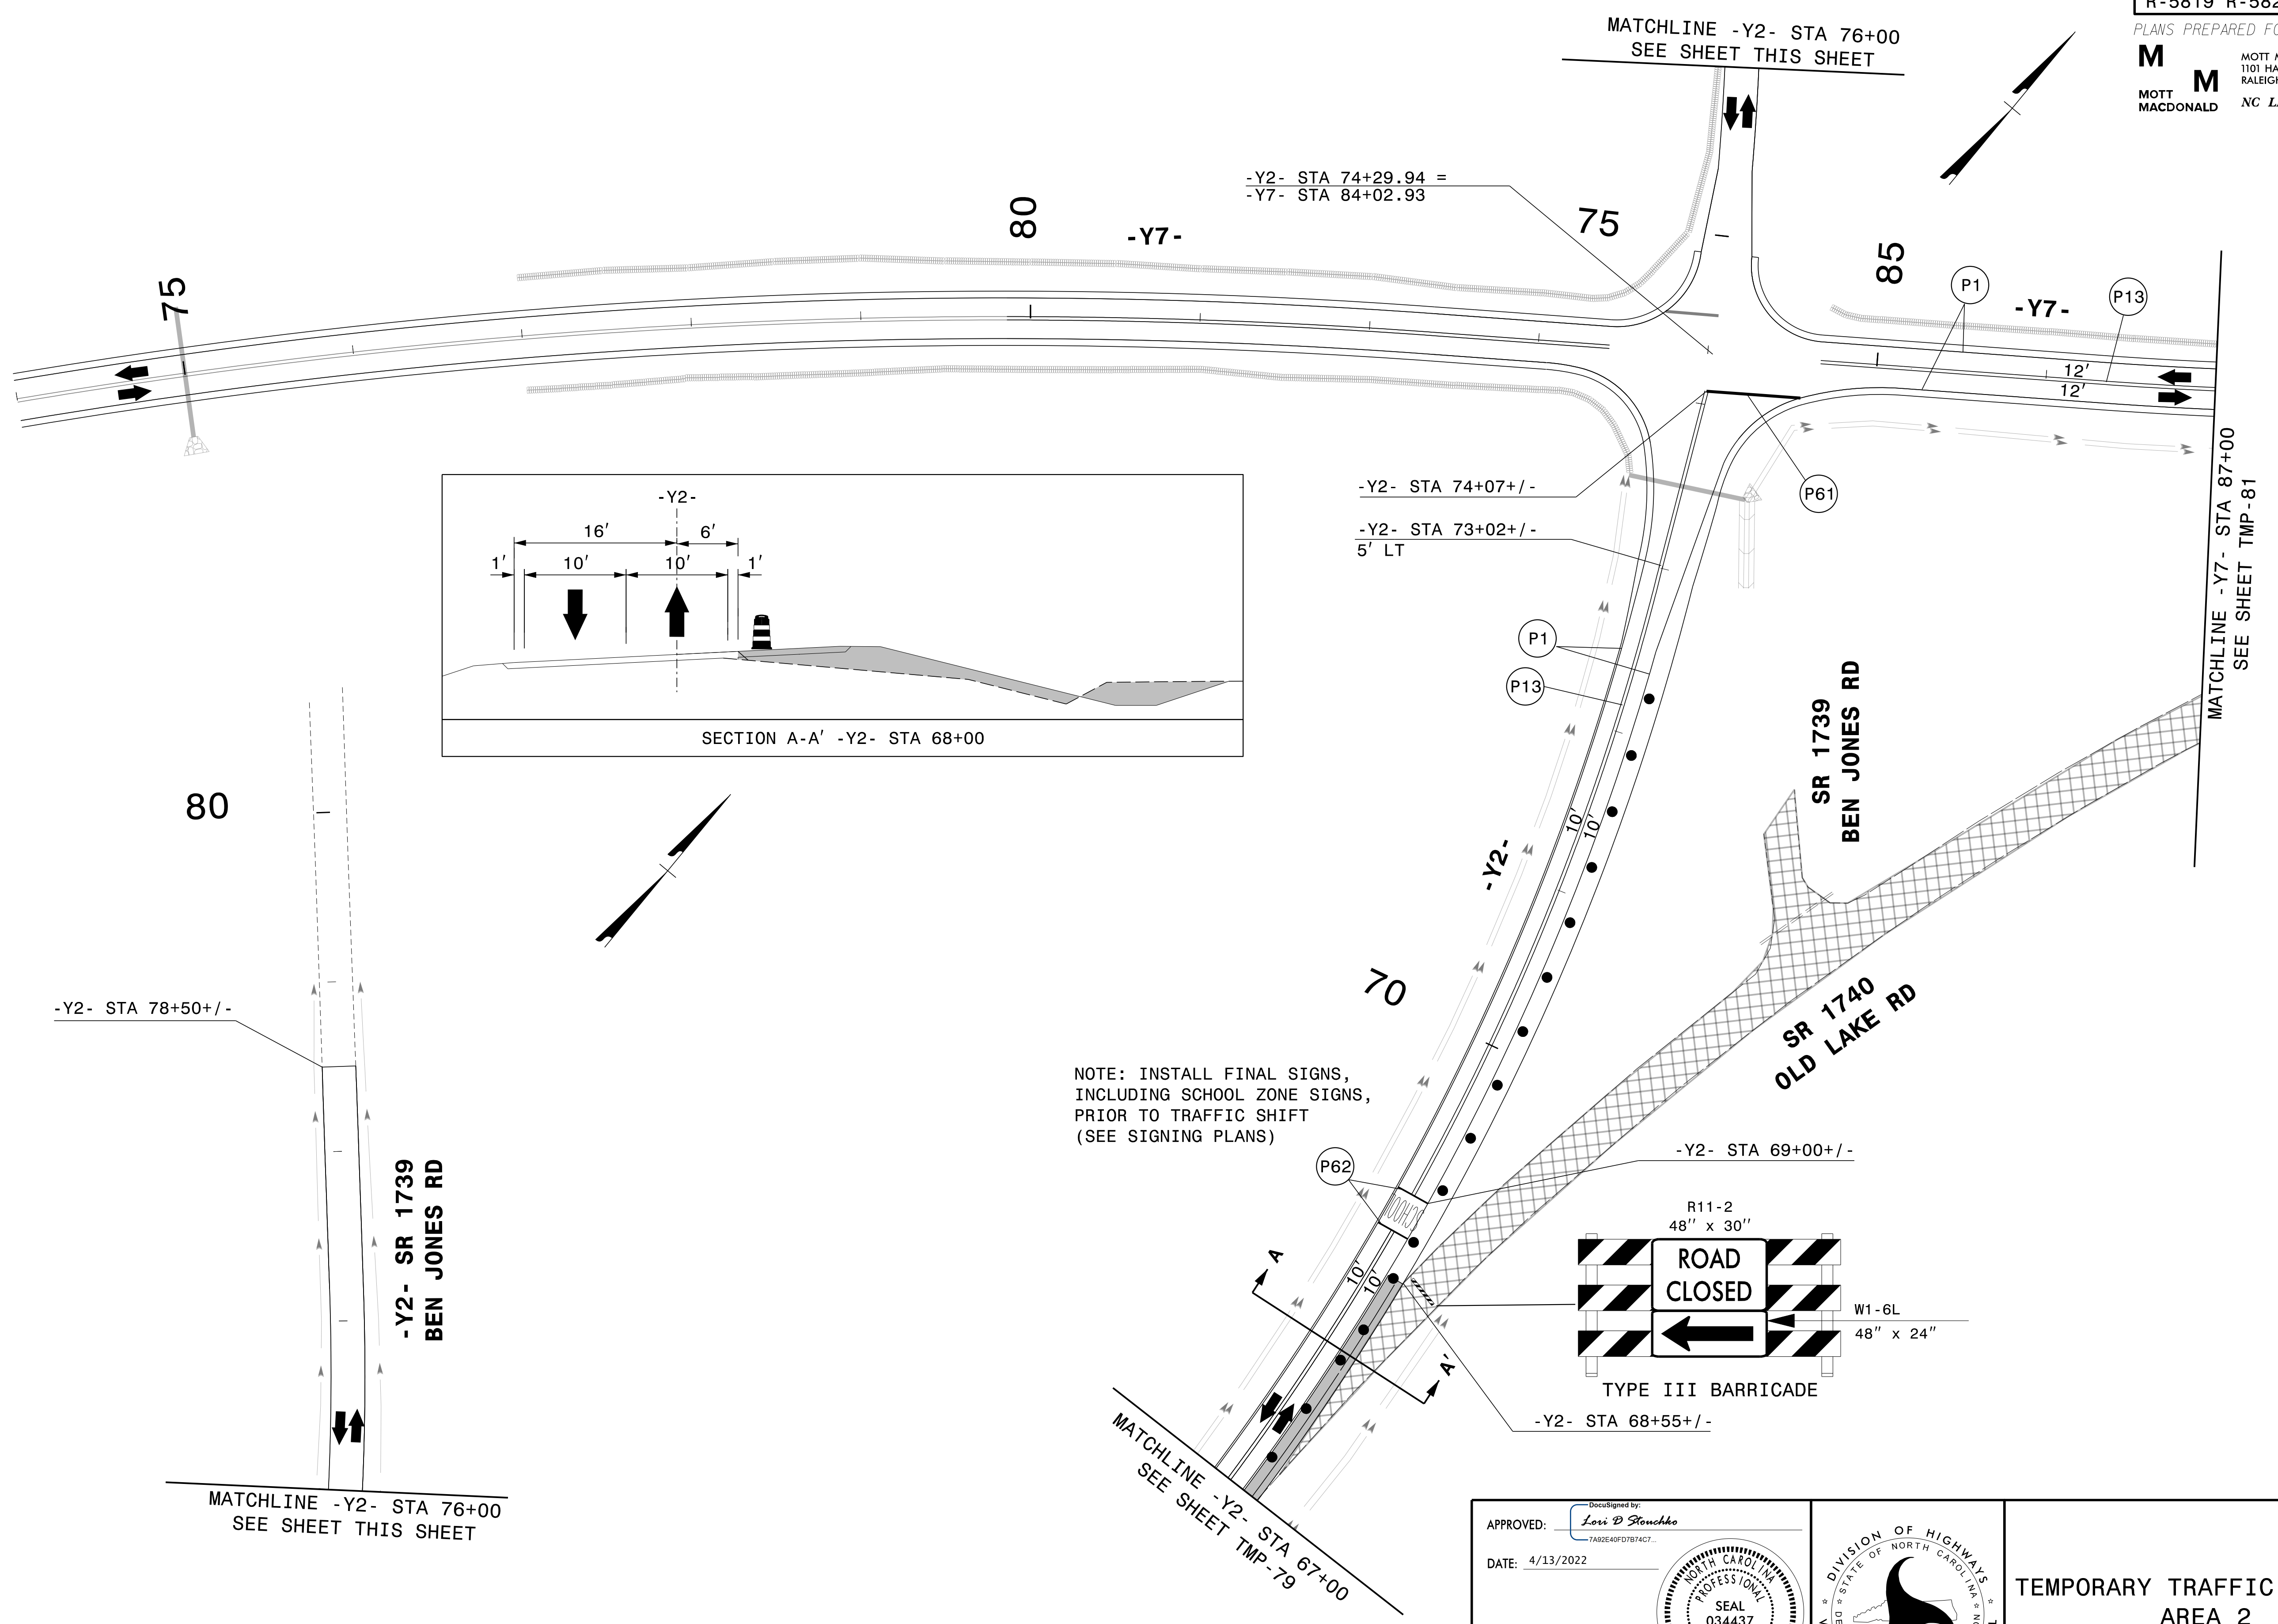 R-5819 R-582
PLANS PREPARED FO
M
M
MOTT
MACDONALD
MOTT M
1101 HA
RALEIGH
NC L
MATCHLINE -Y2- STA 76+00
SEE SHEET THIS SHEET
-Y2- STA 74+29.94 =
-Y7- STA 84+02.93
75
80
-Y7-
75
85
P1
-Y7-
P13
12'
12'
MATCHLINE -Y7- STA 87+00
SEE SHEET TMP-81
-Y2-
16'
6'
1'
10'
10'
1'
SECTION A-A' -Y2- STA 68+00
-Y2- STA 74+07+/-
P61
-Y2- STA 73+02+/-
5' LT
P1
P13
10'
10'
-Y2-
70
SR 1739
BEN JONES RD
SR 1740
OLD LAKE RD
80
-Y2- STA 78+50+/-
-Y2- SR 1739
BEN JONES RD
MATCHLINE -Y2- STA 76+00
SEE SHEET THIS SHEET
NOTE: INSTALL FINAL SIGNS,
INCLUDING SCHOOL ZONE SIGNS,
PRIOR TO TRAFFIC SHIFT
(SEE SIGNING PLANS)
P62
SCHOOL
-Y2- STA 69+00+/-
A
10'
10'
A'
R11-2
48" x 30"
ROAD
CLOSED
W1-6L
48" x 24"
TYPE III BARRICADE
-Y2- STA 68+55+/-
MATCHLINE -Y2- STA 67+00
SEE SHEET TMP-79
APPROVED:
DocuSigned by:
Lori D Stouchko
7A92E40FD7B74C7...
DATE: 4/13/2022
NORTH CAROLINA
PROFESSIONAL
SEAL
034437
DIVISION OF HIGHWAYS
STATE OF NORTH CAROLINA
TEMPORARY TRAFFIC
AREA 2